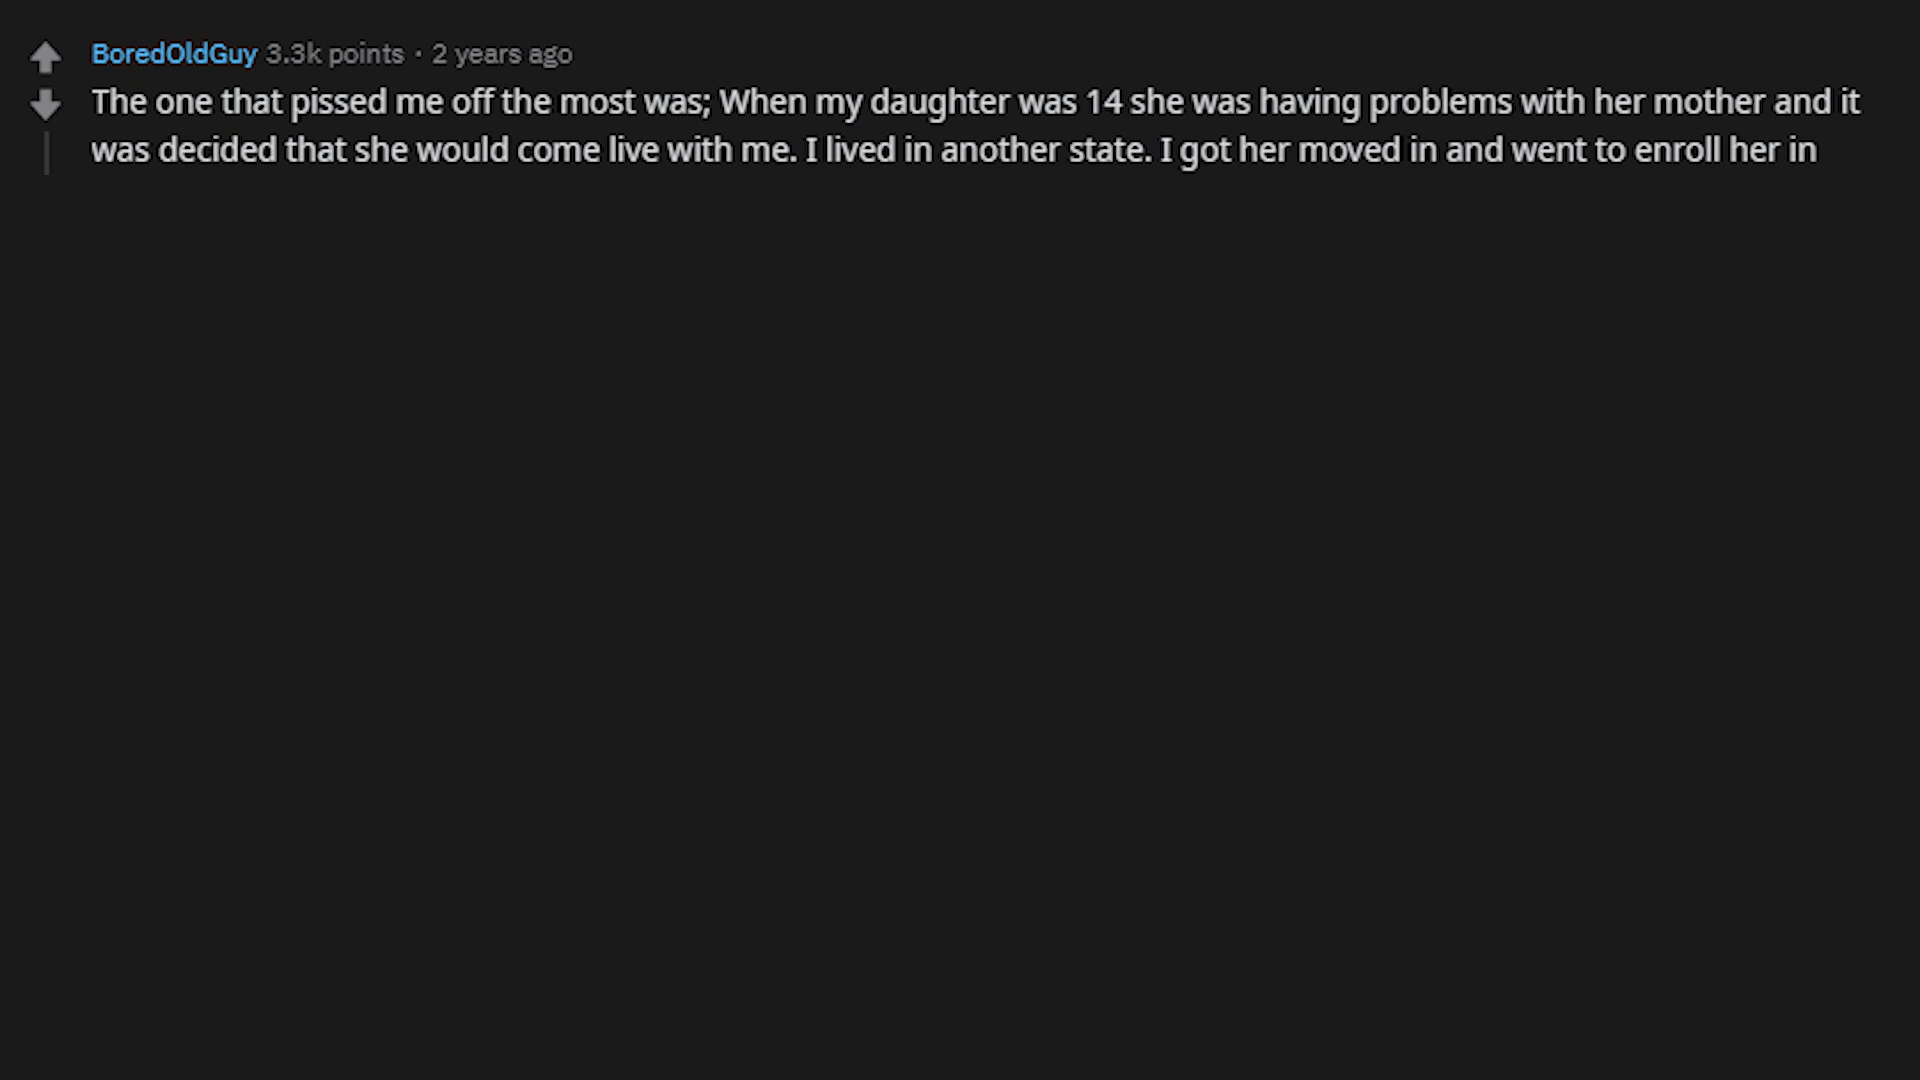 BoredOldGuy 3.3k points · 2 years ago
The one that pissed me off the most was; When my daughter was 14 she was having problems with her mother and it
was decided that she would come live with me. I lived in another state. I got her moved in and went to enroll her in